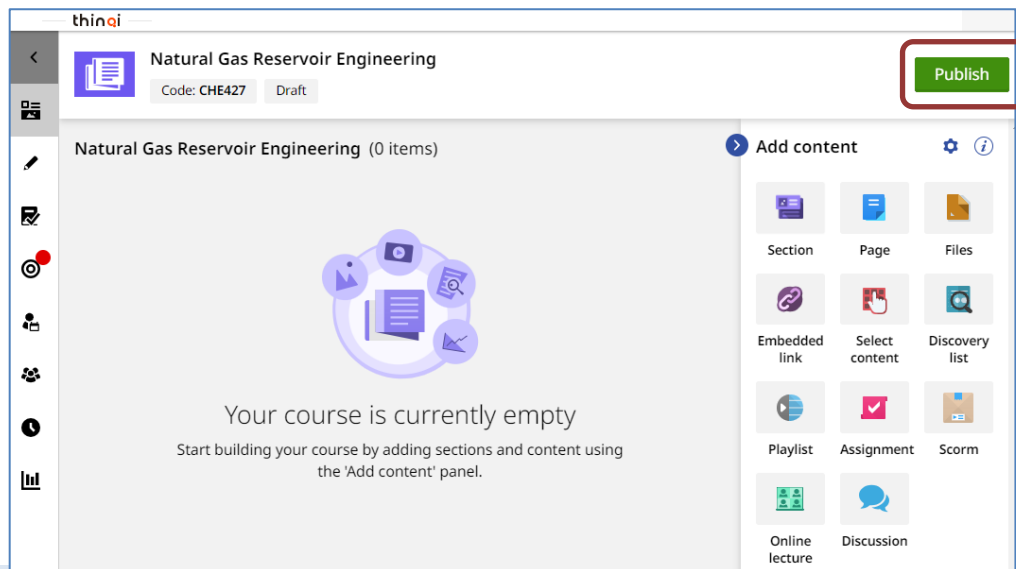 thinqi
Natural Gas Reservoir Engineering
Code: CHE427 Draft
Publish
Natural Gas Reservoir Engineering (0 items)
Your course is currently empty
Start building your course by adding sections and content using
the 'Add content' panel.
Add content
Section Page Files
Embedded
link
Select
content
Discovery
list
Playlist Assignment Scorm
Online
lecture
Discussion